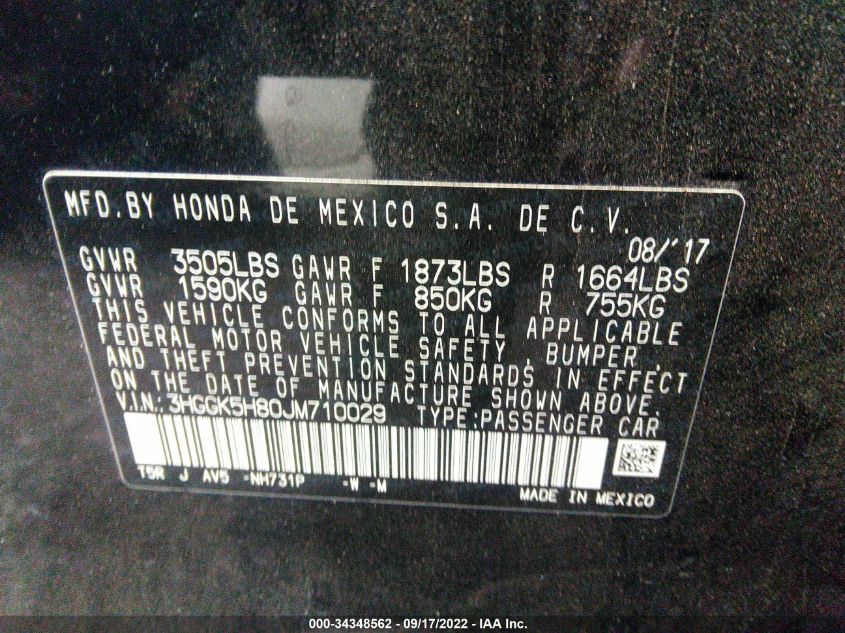 MFD.BY HONDA DE MEXICO S.A. DE C.V.
08/'17
GVWR 3505LBS GAWR F 1873LBS R 1664LBS
GVWR 1590KG GAWR F 850KG R 755KG
THIS VEHICLE CONFORMS TO ALL APPLICABLE
FEDERAL MOTOR VEHICLE SAFETY, BUMPER,
AND THEFT PREVENTION STANDARDS IN EFFECT
ON THE DATE OF MANUFACTURE SHOWN ABOVE.
V.I.N.: 3HGGK5H80JM710029 TYPE:PASSENGER CAR
T5R J AV5 -NH731P -W -M
MADE IN MEXICO
000-34348562 - 09/17/2022 - IAA Inc.